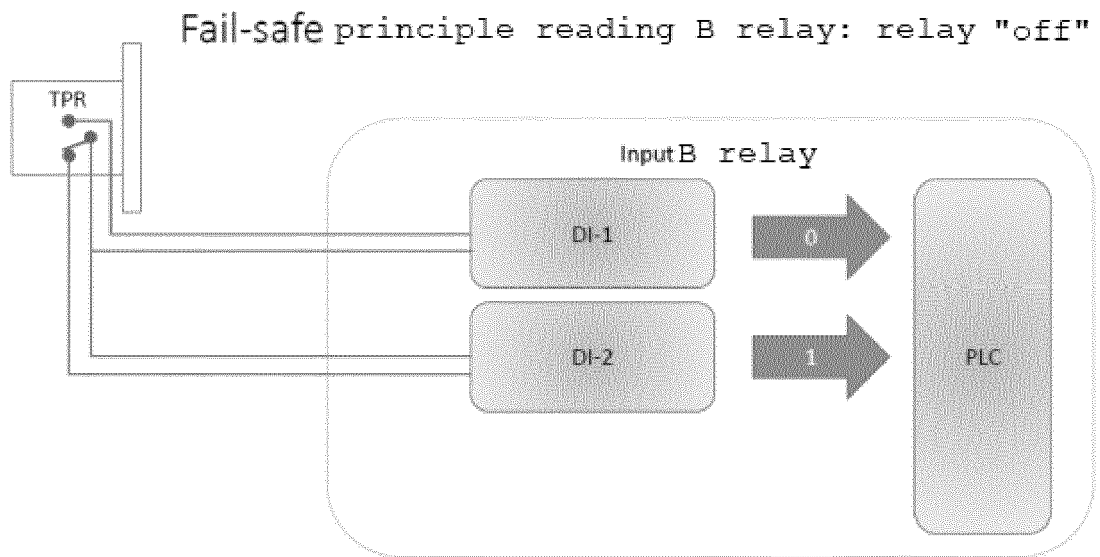 Fail-safe principle reading B relay: relay "off"
TPR
Input B relay
DI-1
0
DI-2
1
PLC